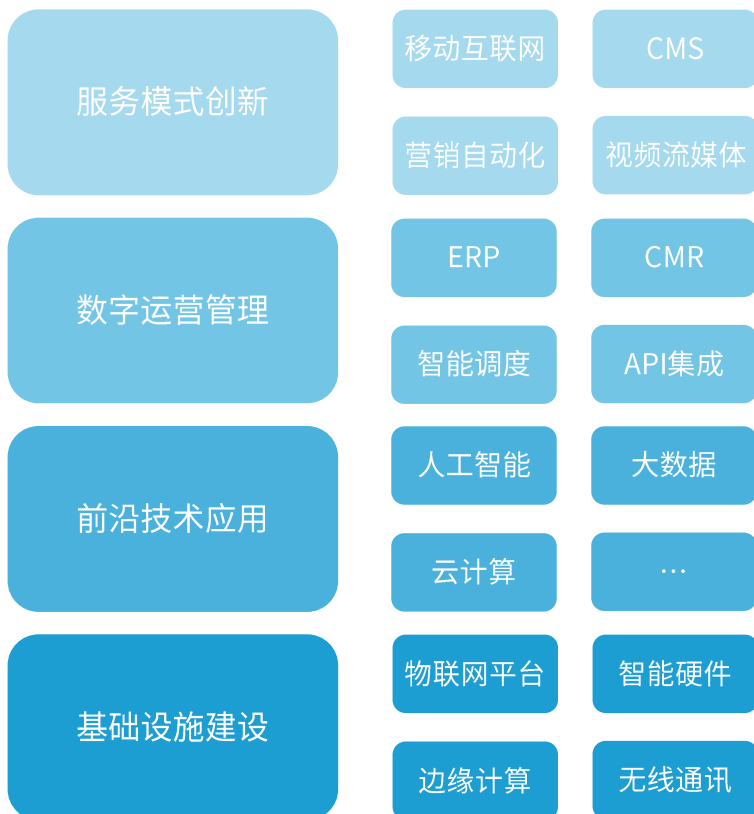 服务模式创新
移动互联网
CMS
营销自动化
视频流媒体
数字运营管理
ERP
CMR
智能调度
API集成
前沿技术应用
人工智能
大数据
云计算
…
基础设施建设
物联网平台
智能硬件
边缘计算
无线通讯